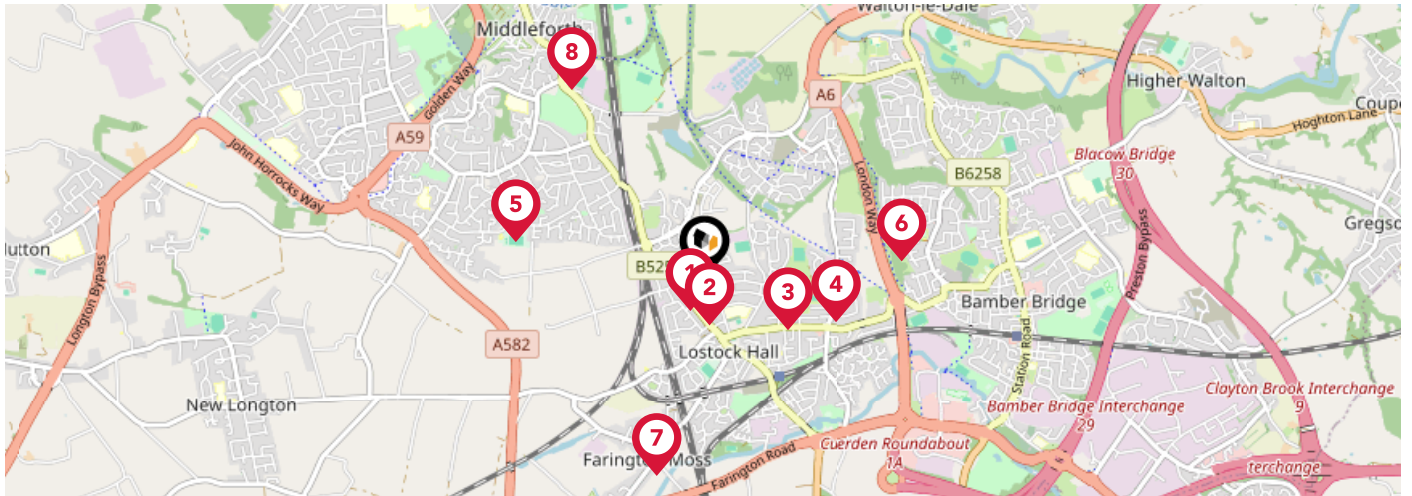 Middleforth
Walton-le-Dale
8
A6
Higher Walton
Coupe
Hoghton Lane
Golden Way
A59
John Horrocks Way
Blacow Bridge
30
London Way
B6258
5
6
Gregso
Hutton
B52
1
2
3
4
Preston Bypass
Longton Bypass
Bamber Bridge
A582
Lostock Hall
Station Road
New Longton
Clayton Brook Interchange
9
Bamber Bridge Interchange
29
7
Farington Moss
Farington Road
Cuerden Roundabout
1A
terchange